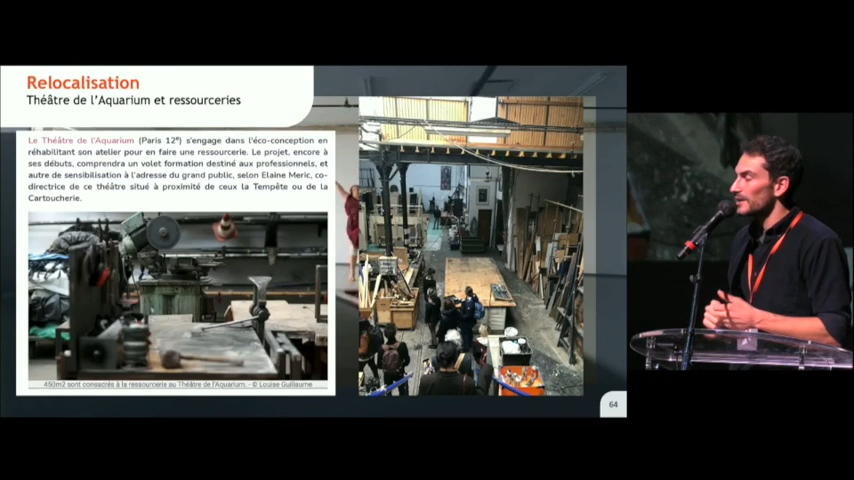 Relocalisation
Théâtre de l'Aquarium et ressourceries
Le Théâtre de l'Aquarium (Paris 12e) s'engage dans l'éco-conception en
réhabilitant son atelier pour en faire une ressourcerie. Le projet, encore à
ses débuts, comprendra un volet formation destiné aux professionnels, et
autre de sensibilisation à l'adresse du grand public, selon Elaine Meric, co-
directrice de ce théâtre situé à proximité de ceux la Tempête ou de la
Cartoucherie.
450m2 sont consacrés à la ressourcerie au Théâtre de l'Aquarium. - © Louise Guillaume
64